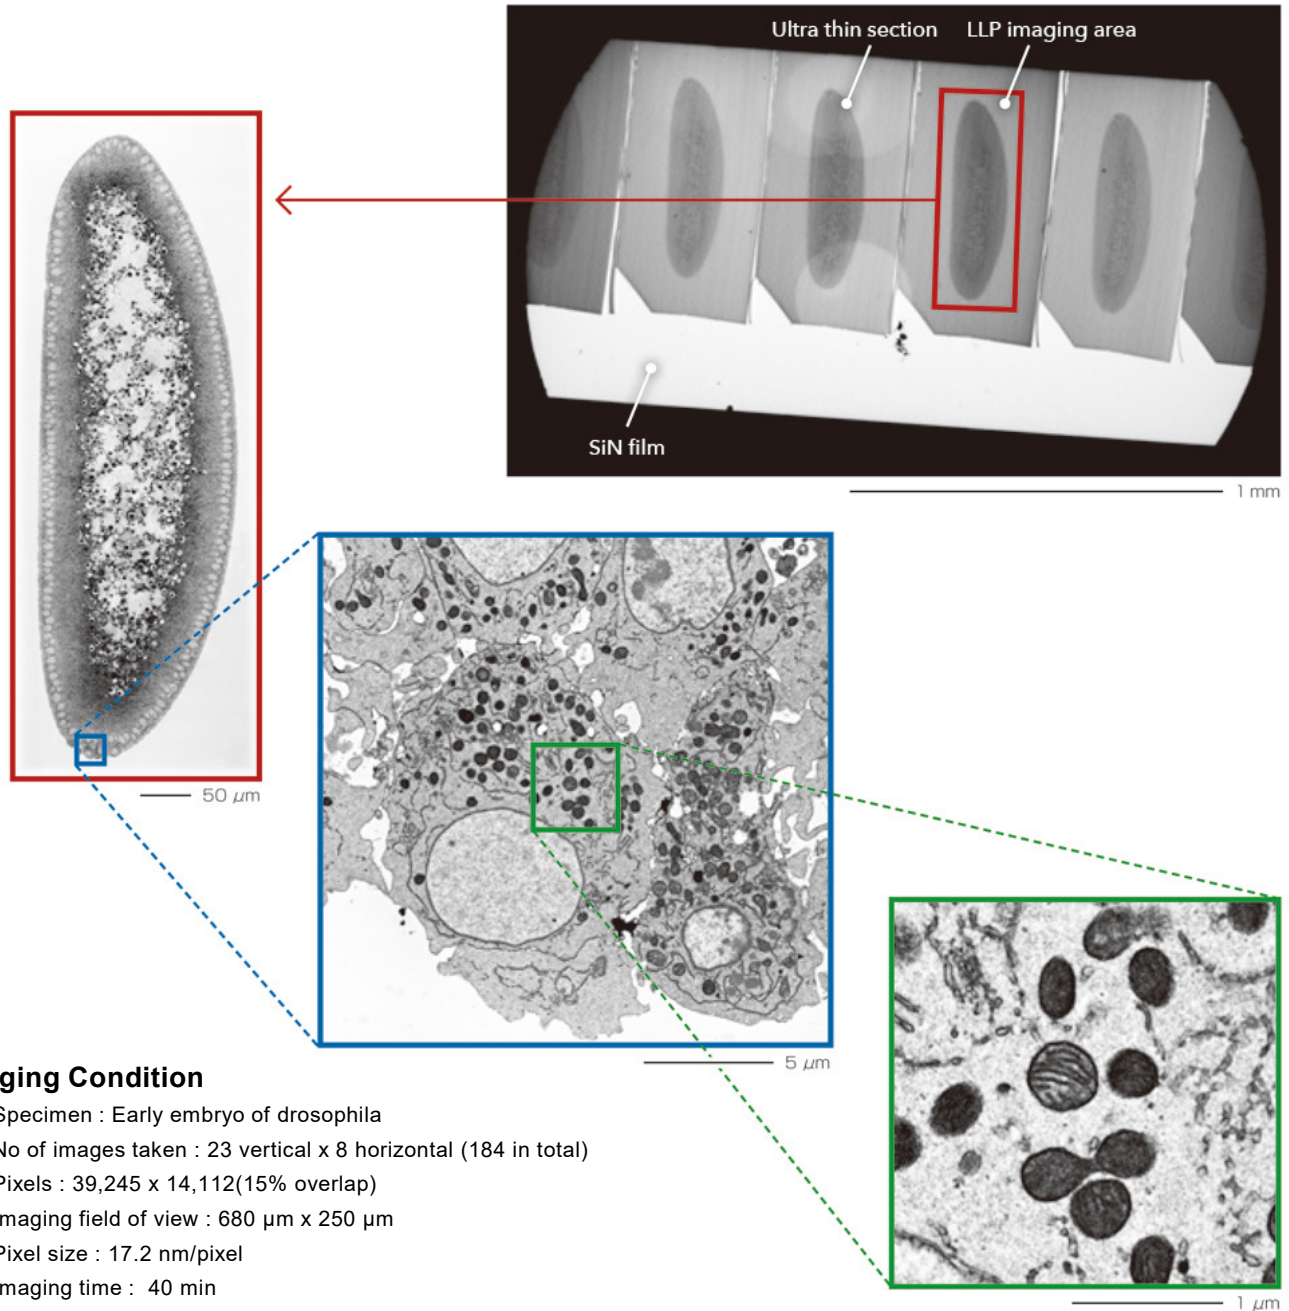 Ultra thin section LLP imaging area
SiN film
1 mm
50 μm
5 μm
ging Condition
Specimen : Early embryo of drosophila
No of images taken : 23 vertical x 8 horizontal (184 in total)
Pixels : 39,245 x 14,112(15% overlap)
maging field of view : 680 μm x 250 μm
Pixel size : 17.2 nm/pixel
maging time : 40 min
1 μm